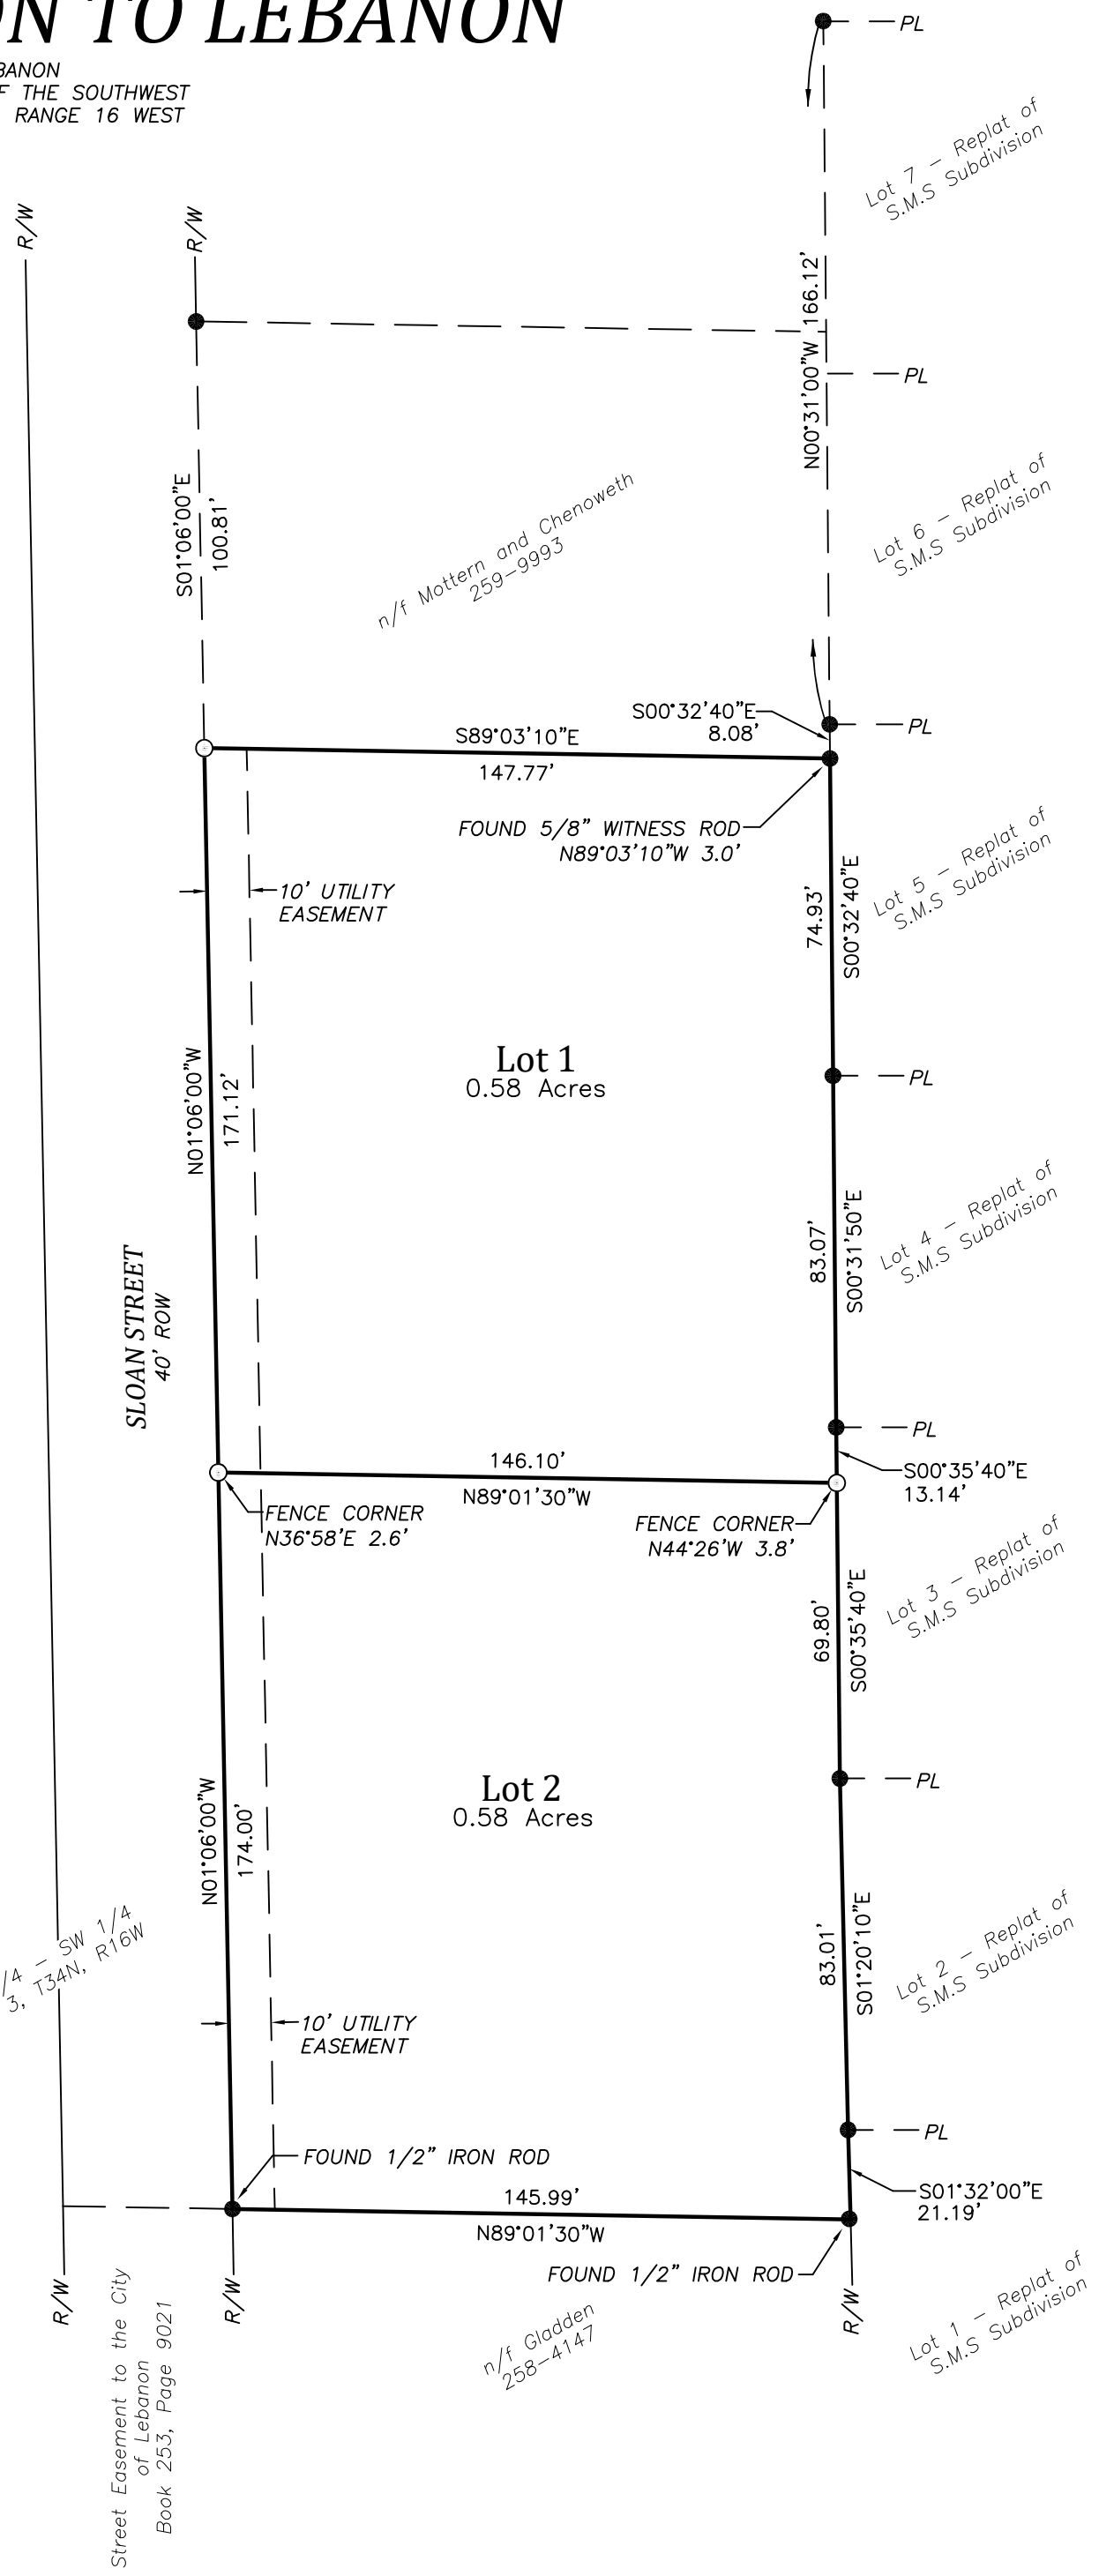 TO LEBANON
F THE SOUTHWEST
RANGE 16 WEST
PL
Lot 7 - Replat of
S.M.S Subdivision
R/W
R/W
N00°31'00"W 166.12'
PL
S01°06'00"E
100.81'
n/f Mottern and Chenoweth
259-9993
Lot 6 - Replat of
S.M.S Subdivision
S00°32'40"E
8.08'
PL
S89°03'10"E
147.77'
FOUND 5/8" WITNESS ROD
N89°03'10"W 3.0'
10' UTILITY
EASEMENT
74.93'
S00°32'40"E
Lot 5 - Replat of
S.M.S Subdivision
Lot 1
0.58 Acres
PL
N01°06'00"W
171.12'
83.07'
S00°31'50"E
Lot 4 - Replat of
S.M.S Subdivision
SLOAN STREET
40' ROW
PL
146.10'
N89°01'30"W
S00°35'40"E
13.14'
FENCE CORNER
N36°58'E 2.6'
FENCE CORNER
N44°26'W 3.8'
69.80'
S00°35'40"E
Lot 3 - Replat of
S.M.S Subdivision
PL
Lot 2
0.58 Acres
N01°06'00"W
174.00'
83.01'
S01°20'10"E
Lot 2 - Replat of
S.M.S Subdivision
/4 - SW 1/4
3, T34N, R16W
10' UTILITY
EASEMENT
PL
FOUND 1/2" IRON ROD
S01°32'00"E
21.19'
145.99'
N89°01'30"W
FOUND 1/2" IRON ROD
R/W
R/W
R/W
n/f Gladden
258-4147
Lot 1 - Replat of
S.M.S Subdivision
Street Easement to the City
of Lebanon
Book 253, Page 9021